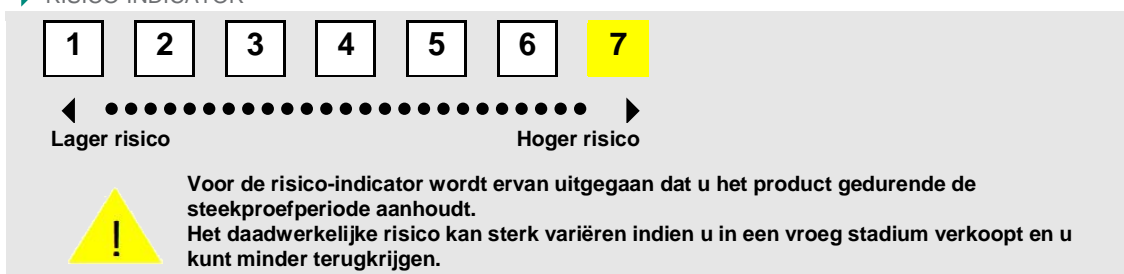 RISICO-INDICATOR
1 2 3 4 5 6 7
Lager risico Hoger risico
Voor de risico-indicator wordt ervan uitgegaan dat u het product gedurende de
steekproefperiode aanhoudt.
! Het daadwerkelijke risico kan sterk variëren indien u in een vroeg stadium verkoopt en u
kunt minder terugkrijgen.